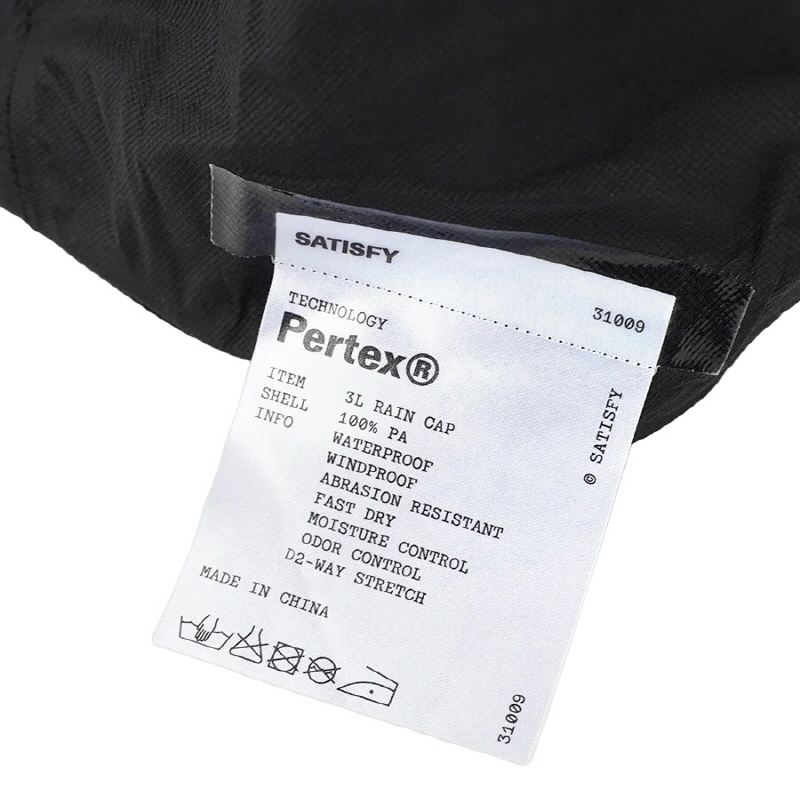 SATISFY
31009
TECHNOLOGY
Pertex®
ITEM 3L RAIN CAP
SHELL 100% PA
INFO WATERPROOF
WINDPROOF
ABRASION RESISTANT
FAST DRY
MOISTURE CONTROL
ODOR CONTROL
D2-WAY STRETCH
MADE IN CHINA
© SATISFY
31009